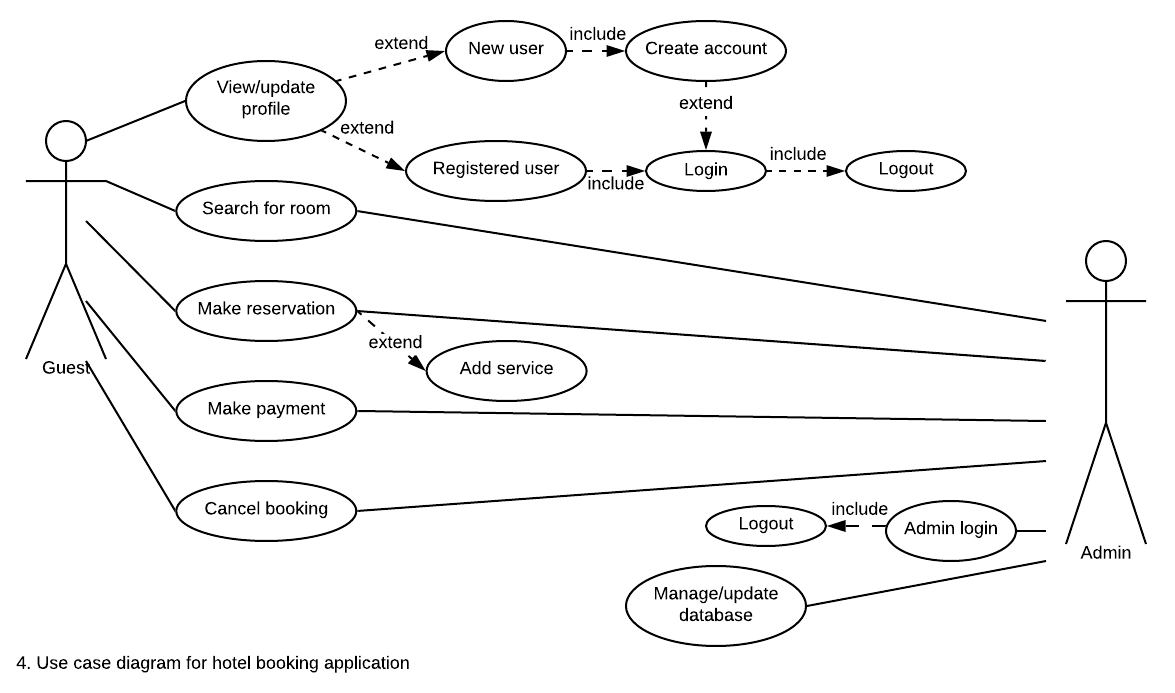 extend
New user
include
Create account
View/update
profile
extend
extend
Registered user
include
Login
include
Logout
Search for room
Make reservation
extend
Add service
Guest
Make payment
Cancel booking
Logout
include
Admin login
Admin
Manage/update
database
4. Use case diagram for hotel booking application